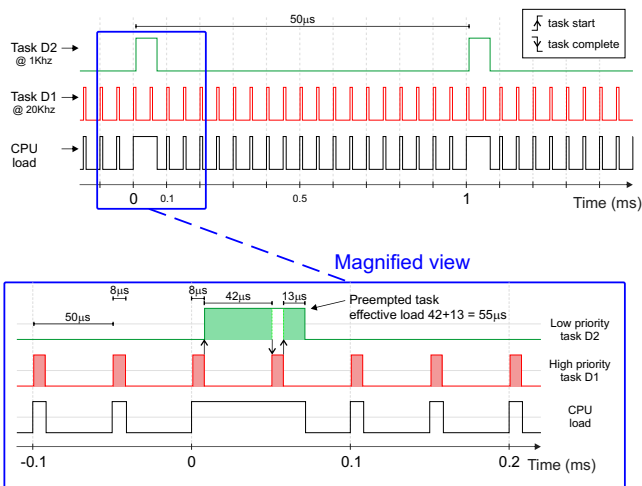 50µs
task start
task complete
Task D2
@ 1Khz
Task D1
@ 20Khz
CPU
load
0
0.1
0.5
1
Time (ms)
Magnified view
8µs
8µs
42µs
13µs
50µs
Preempted task
effective load 42+13 = 55µs
Low priority
task D2
High priority
task D1
CPU
load
-0.1
0
0.1
0.2
Time (ms)